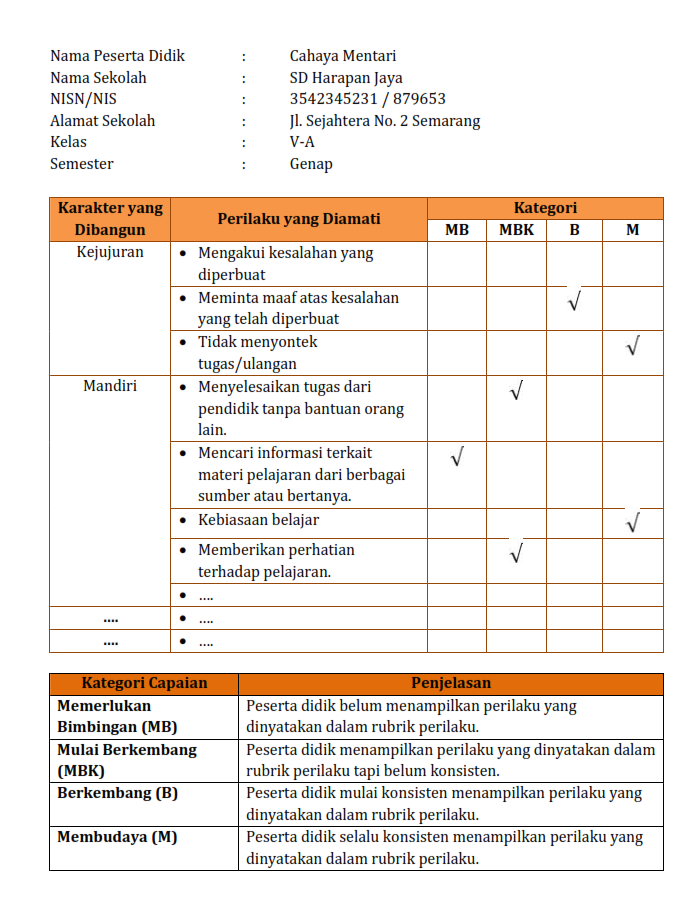 Nama Peserta Didik : Cahaya Mentari
Nama Sekolah : SD Harapan Jaya
NISN/NIS : 3542345231 / 879653
Alamat Sekolah : Jl. Sejahtera No. 2 Semarang
Kelas : V-A
Semester : Genap
Karakter yang Dibangun Perilaku yang Diamati Kategori
MB MBK B M
Kejujuran • Mengakui kesalahan yang
diperbuat
• Meminta maaf atas kesalahan √
yang telah diperbuat
• Tidak menyontek √
tugas/ulangan
Mandiri • Menyelesaikan tugas dari √
pendidik tanpa bantuan orang
lain.
• Mencari informasi terkait √
materi pelajaran dari berbagai
sumber atau bertanya.
• Kebiasaan belajar √
• Memberikan perhatian √
terhadap pelajaran.
• ....
.... • ....
.... • ....
Kategori Capaian Penjelasan
Memerlukan Peserta didik belum menampilkan perilaku yang
Bimbingan (MB) dinyatakan dalam rubrik perilaku.
Mulai Berkembang Peserta didik menampilkan perilaku yang dinyatakan dalam
(MBK) rubrik perilaku tapi belum konsisten.
Berkembang (B) Peserta didik mulai konsisten menampilkan perilaku yang
dinyatakan dalam rubrik perilaku.
Membudaya (M) Peserta didik selalu konsisten menampilkan perilaku yang
dinyatakan dalam rubrik perilaku.